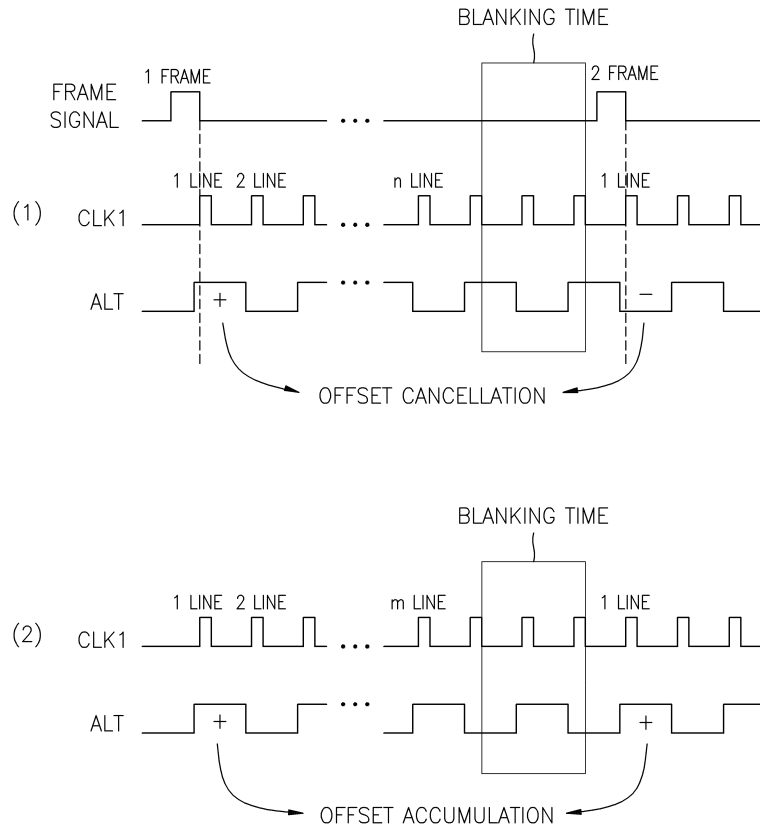 BLANKING TIME
1 FRAME
2 FRAME
FRAME
SIGNAL
...
1 LINE 2 LINE n LINE 1 LINE
(1) CLK1 ...
ALT + ... −
OFFSET CANCELLATION
BLANKING TIME
1 LINE 2 LINE m LINE 1 LINE
(2) CLK1 ...
ALT + ... +
OFFSET ACCUMULATION